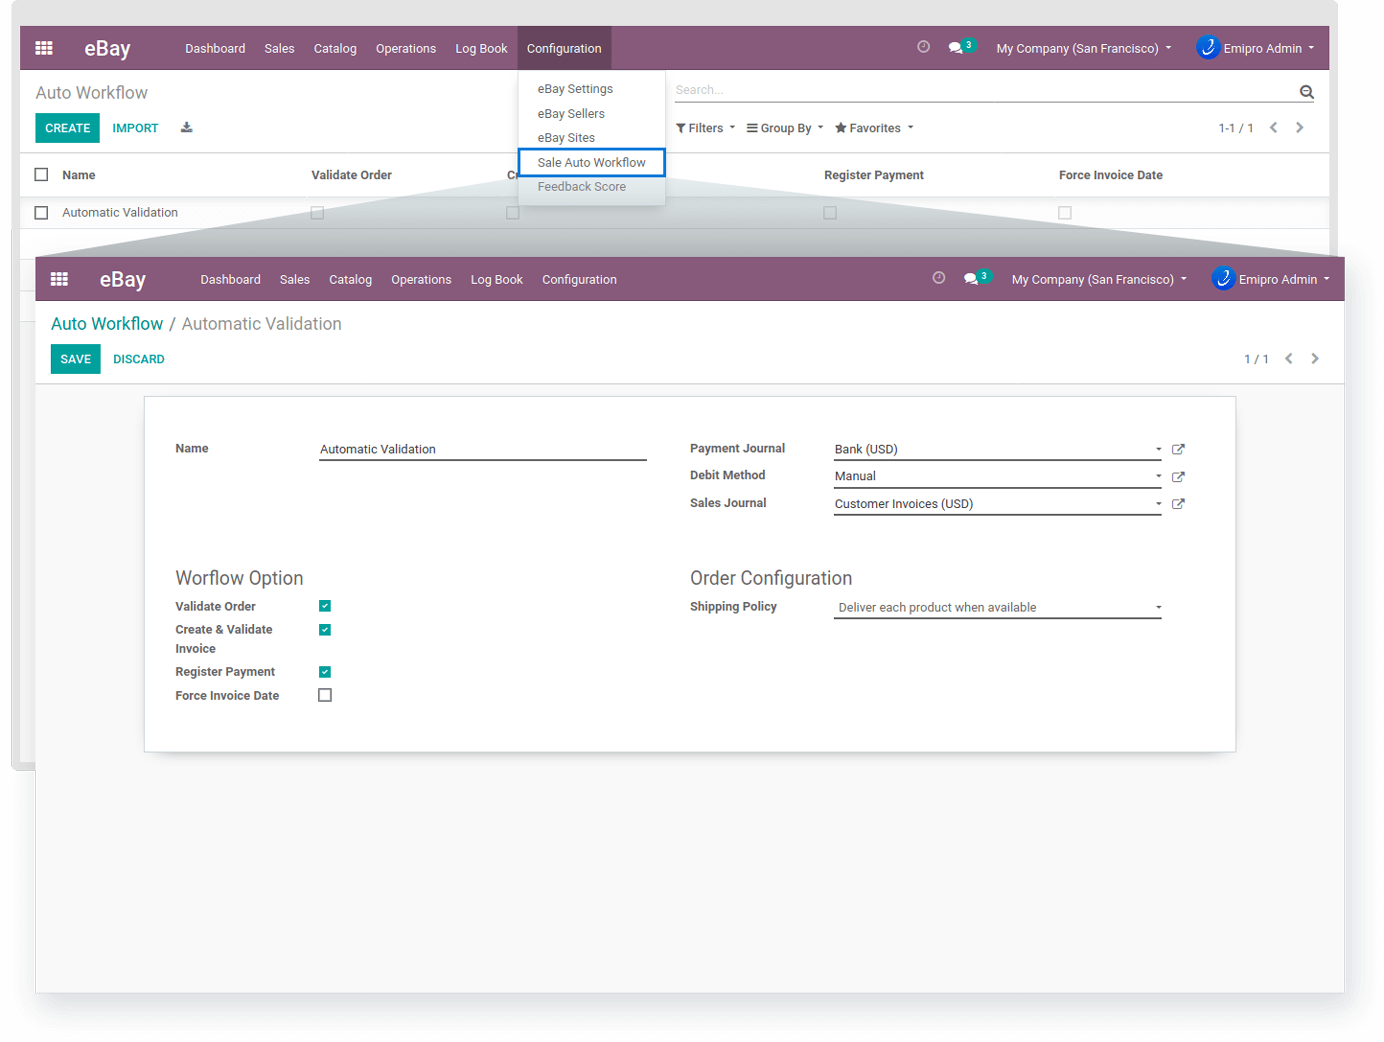 eBay Dashboard Sales Catalog Operations Log Book Configuration 3 My Company (San Francisco) Emipro Admin
Auto Workflow
eBay Settings
Search...
eBay Sellers
CREATE IMPORT
Filters Group By Favorites 1-1 / 1
eBay Sites
Sale Auto Workflow
Name Validate Order Cr Register Payment Force Invoice Date
Feedback Score
Automatic Validation
eBay Dashboard Sales Catalog Operations Log Book Configuration 3 My Company (San Francisco) Emipro Admin
Auto Workflow / Automatic Validation
SAVE DISCARD 1 / 1
Name Automatic Validation
Payment Journal Bank (USD)
Debit Method Manual
Sales Journal Customer Invoices (USD)
Worflow Option
Validate Order
Create & Validate
Invoice
Register Payment
Force Invoice Date
Order Configuration
Shipping Policy Deliver each product when available